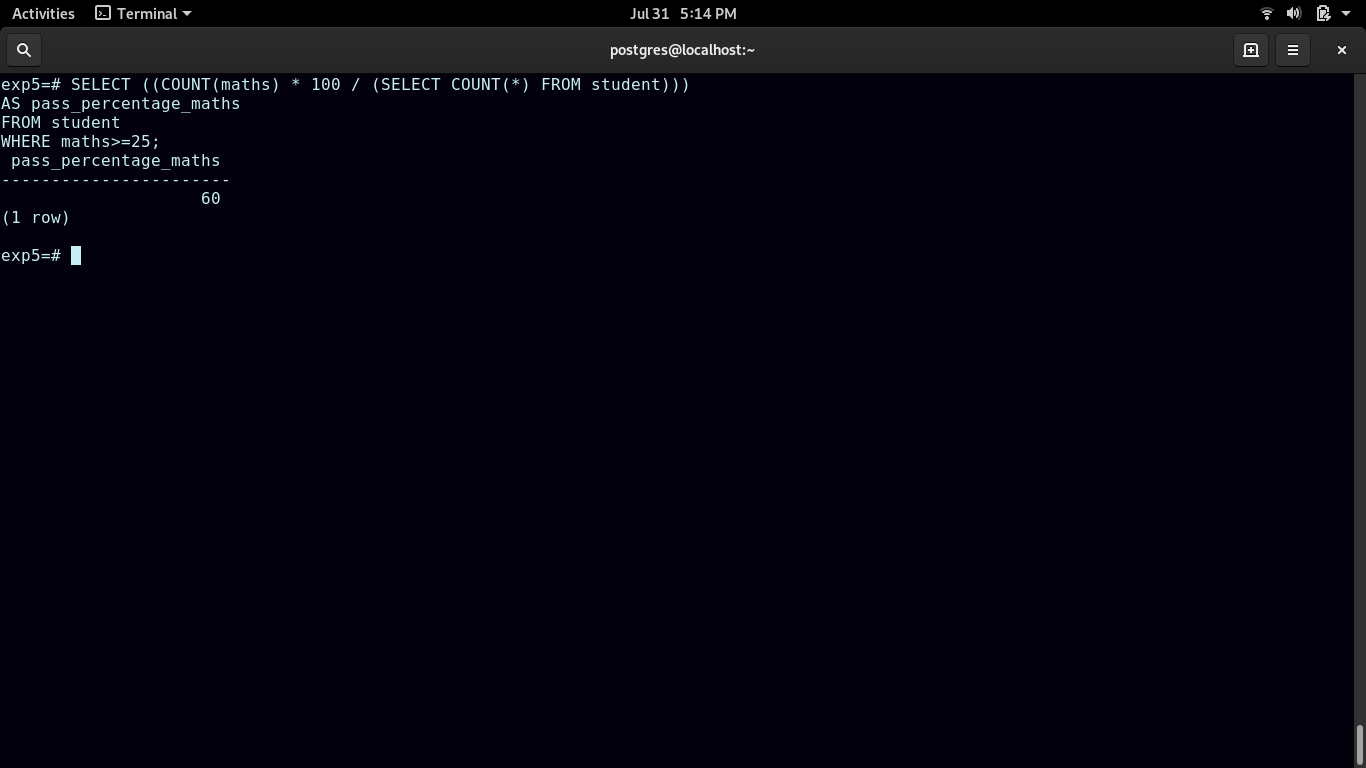 Activities Terminal Jul 31 5:14 PM
postgres@localhost:~
exp5=# SELECT ((COUNT(maths) * 100 / (SELECT COUNT(*) FROM student)))
AS pass_percentage_maths
FROM student
WHERE maths>=25;
 pass_percentage_maths
-----------------------
                    60
(1 row)

exp5=#